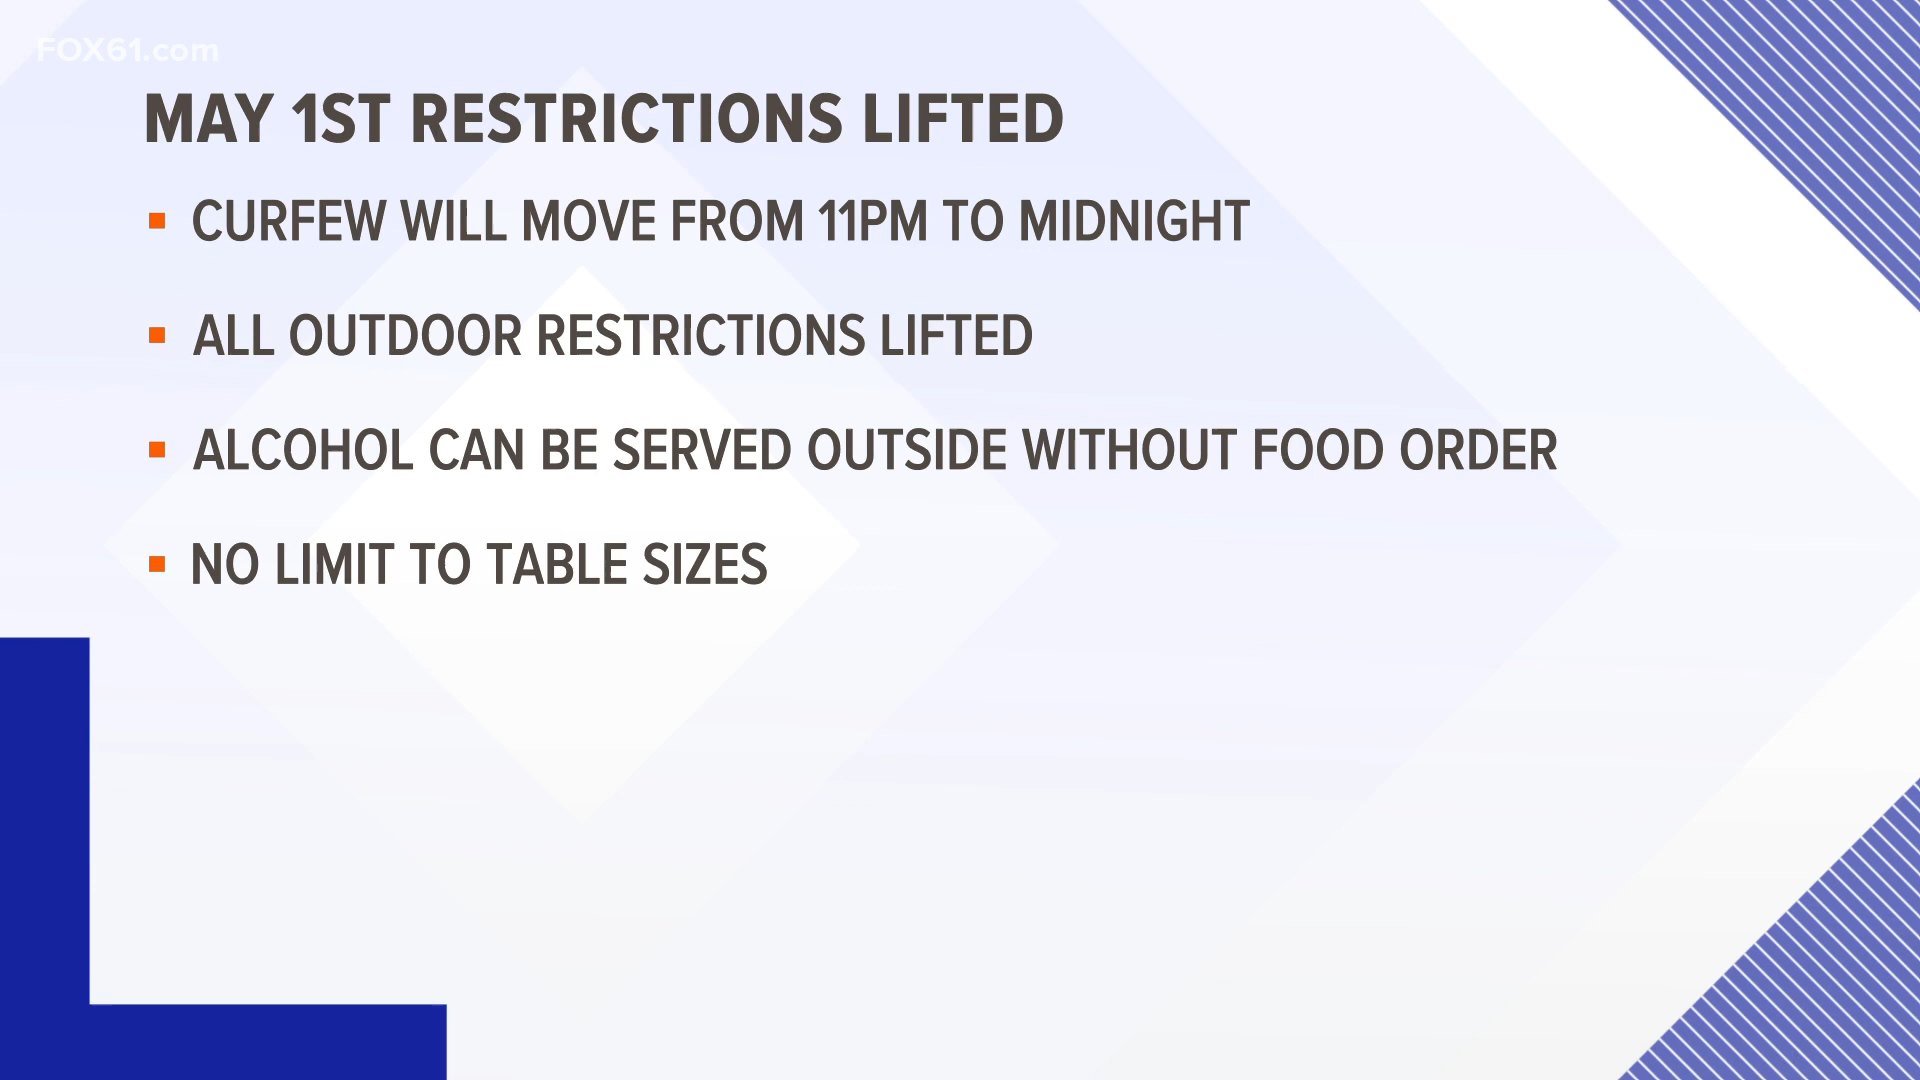 FOX61.com
MAY 1ST RESTRICTIONS LIFTED
CURFEW WILL MOVE FROM 11PM TO MIDNIGHT
ALL OUTDOOR RESTRICTIONS LIFTED
ALCOHOL CAN BE SERVED OUTSIDE WITHOUT FOOD ORDER
NO LIMIT TO TABLE SIZES